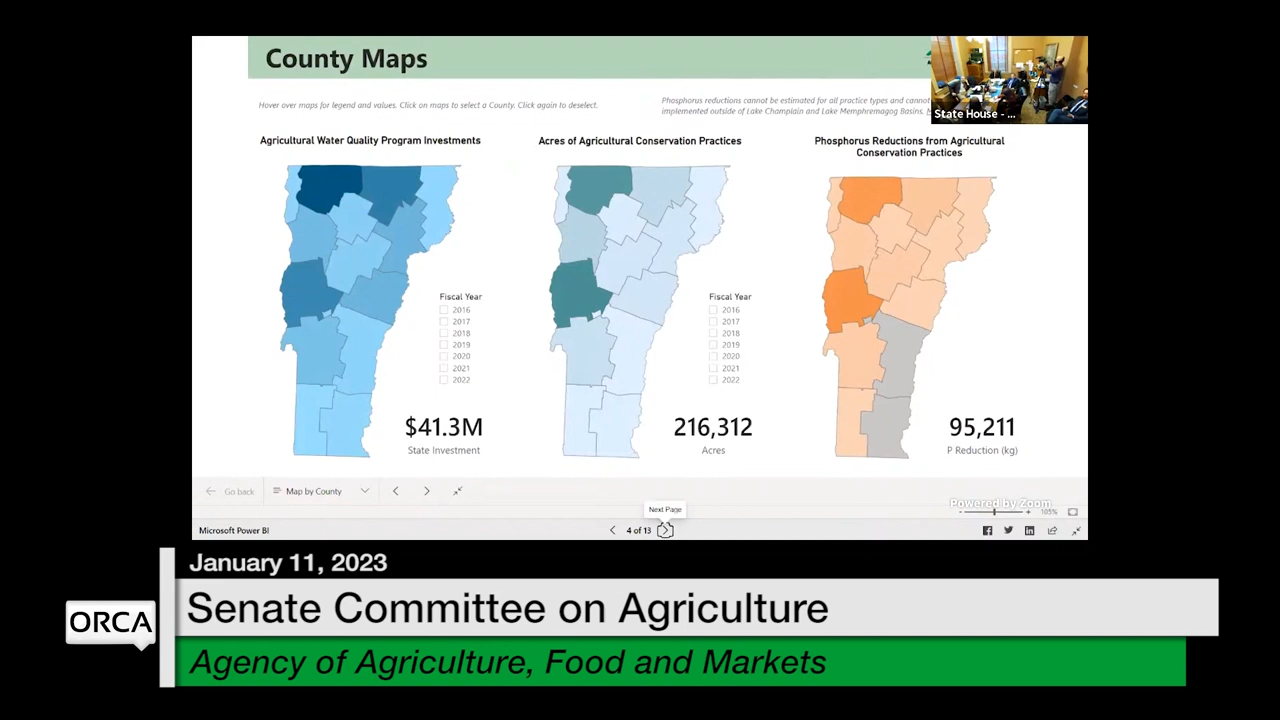 County Maps
State House - ...
Hover over maps for legend and values. Click on maps to select a County. Click again to deselect.
Phosphorus reductions cannot be estimated for all practice types and cannot
implemented outside of Lake Champlain and Lake Memphremagog Basins.
Agricultural Water Quality Program Investments
Acres of Agricultural Conservation Practices
Phosphorus Reductions from Agricultural
Conservation Practices
Fiscal Year
2016
2017
2018
2019
2020
2021
2022
Fiscal Year
2016
2017
2018
2019
2020
2021
2022
$41.3M
State Investment
216,312
Acres
95,211
P Reduction (kg)
Go back
Map by County
Next Page
Powered by Zoom
105%
Microsoft Power BI
4 of 13
January 11, 2023
ORCA
Senate Committee on Agriculture
Agency of Agriculture, Food and Markets